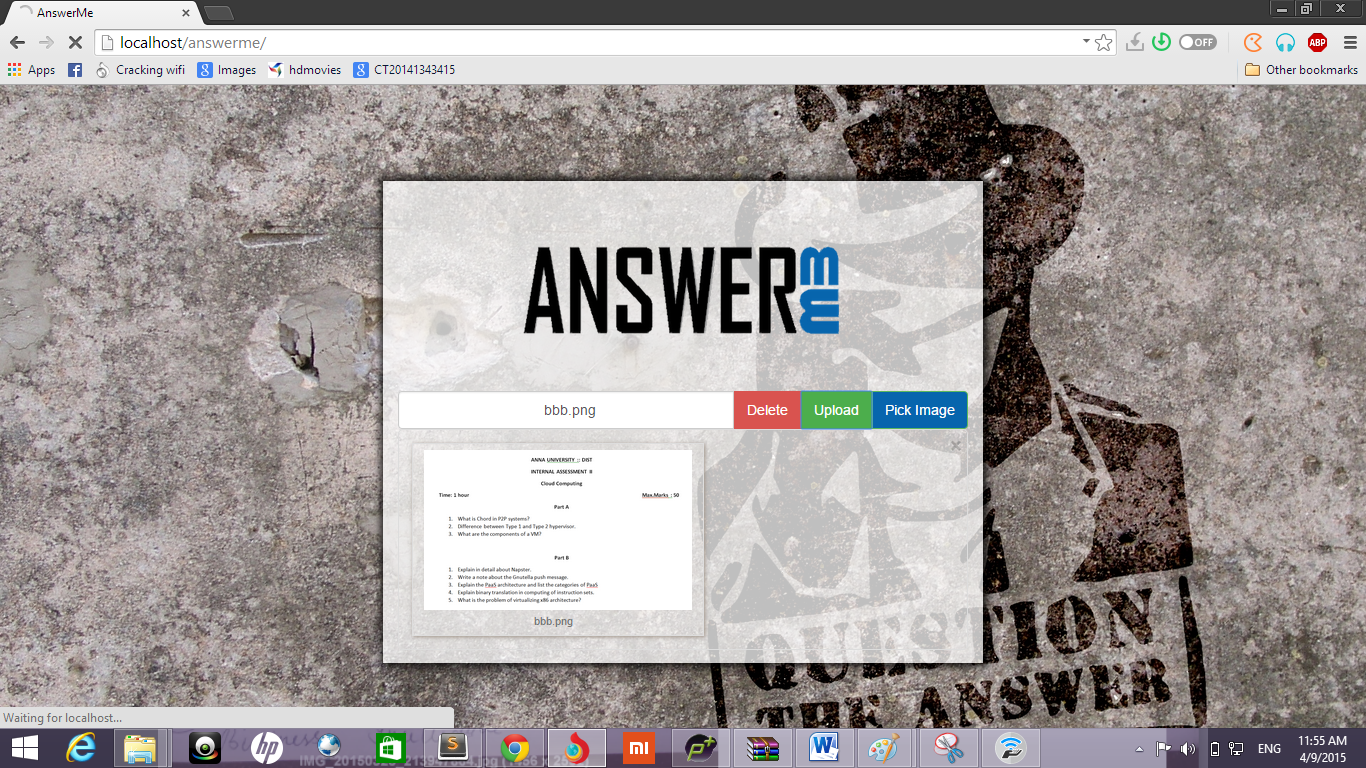 AnswerMe
localhost/answerme/
OFF
ABP
Apps
Cracking wifi
Images
hdmovies
CT20141343415
Other bookmarks
ANSWER ME
bbb.png
Delete
Upload
Pick Image
ANNA UNIVERSITY :: DIST
INTERNAL ASSESSMENT II
Cloud Computing
Time: 1 hour Max.Marks : 50
Part A
1. What is Chord in P2P systems?
2. Difference between Type 1 and Type 2 hypervisor.
3. What are the components of a VM?
Part B
1. Explain in detail about Napster.
2. Write a note about the Gnutella push message.
3. Explain the PaaS architecture and list the categories of PaaS
4. Explain binary translation in computing of instruction sets.
5. What is the problem of virtualizing x86 architecture?
bbb.png
QUESTION
THE ANSWER
Waiting for localhost...
hp
S
mi
P+
W
ENG
11:55 AM
4/9/2015